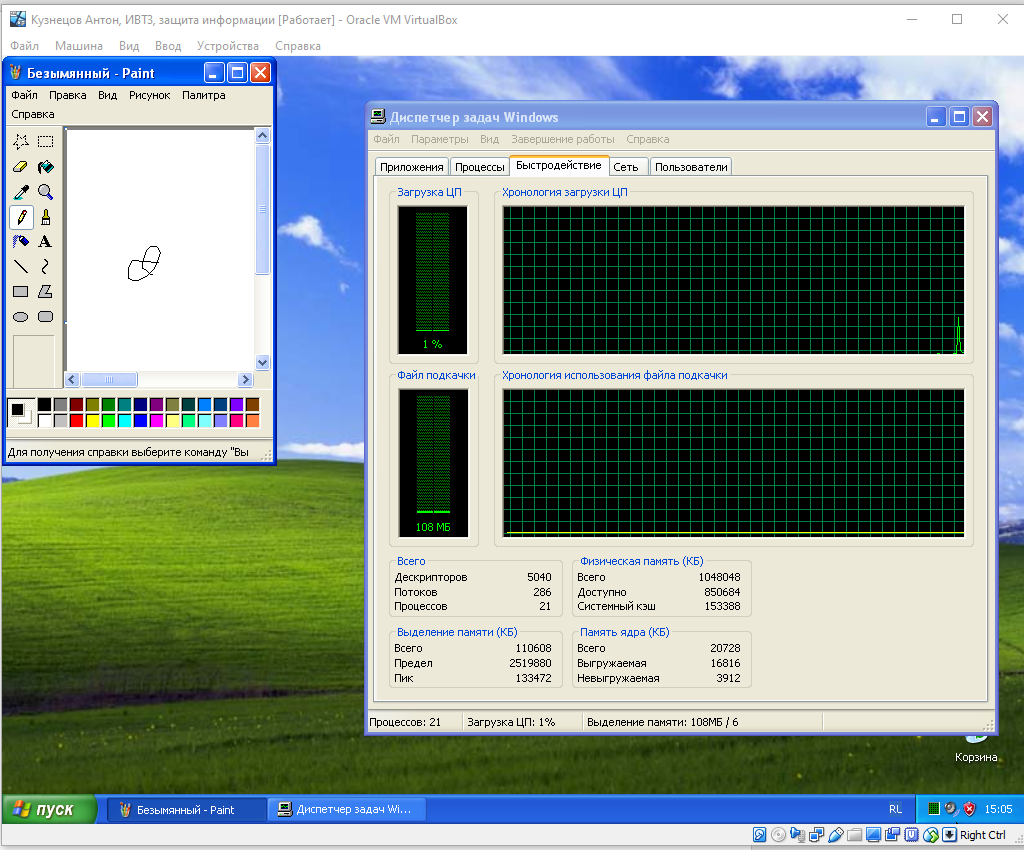 Кузнецов Антон, ИВТЗ, защита информации [Работает] - Oracle VM VirtualBox
Файл Машина Вид Ввод Устройства Справка
Безымянный - Paint
Файл Правка Вид Рисунок Палитра
Справка
A
Для получения справки выберите команду "Вы
Диспетчер задач Windows
Файл Параметры Вид Завершение работы Справка
Приложения Процессы Быстродействие Сеть Пользователи
Загрузка ЦП
1 %
Хронология загрузки ЦП
Файл подкачки
108 МБ
Хронология использования файла подкачки
Всего
Дескрипторов 5040
Потоков 286
Процессов 21
Физическая память (КБ)
Всего 1048048
Доступно 850684
Системный кэш 153388
Выделение памяти (КБ)
Всего 110608
Предел 2519880
Пик 133472
Память ядра (КБ)
Всего 20728
Выгружаемая 16816
Невыгружаемая 3912
Процессов: 21 Загрузка ЦП: 1% Выделение памяти: 108МБ / 6
Корзина
пуск Безымянный - Paint Диспетчер задач Wi... RL 15:05
Right Ctrl